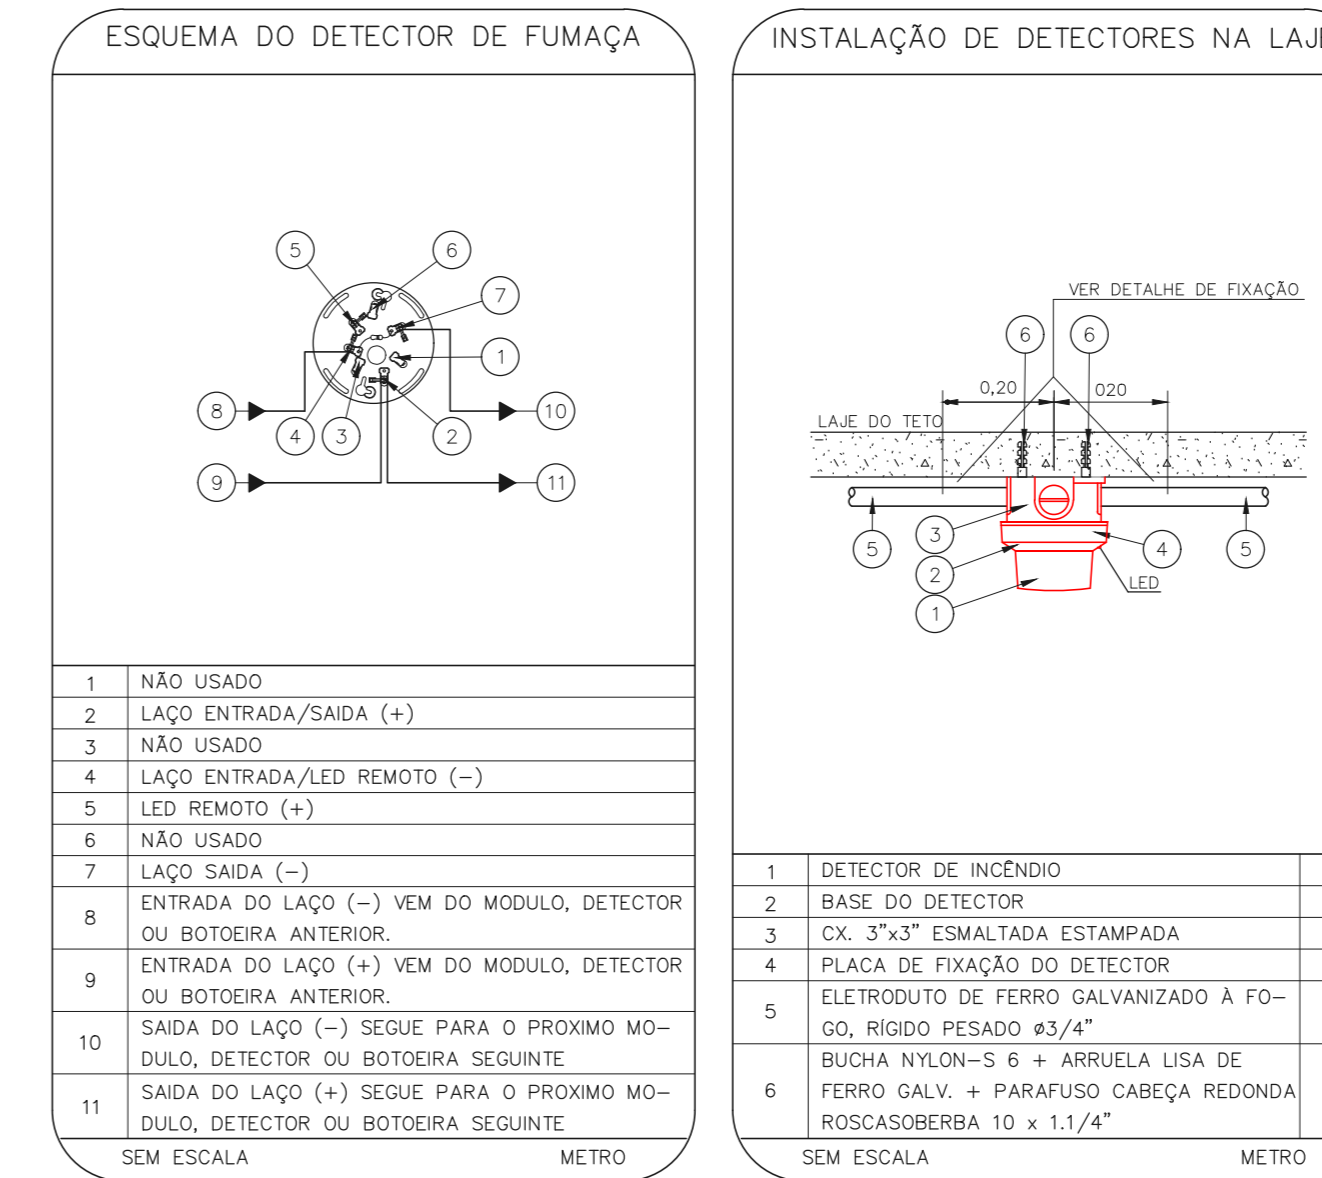 ESQUEMA DO DETECTOR DE FUMAÇA
5
6
7
1
8
10
4
3
2
9
11
1 NÃO USADO
2 LAÇO ENTRADA/SAIDA (+)
3 NÃO USADO
4 LAÇO ENTRADA/LED REMOTO (−)
5 LED REMOTO (+)
6 NÃO USADO
7 LAÇO SAIDA (−)
8 ENTRADA DO LAÇO (−) VEM DO MODULO, DETECTOR
OU BOTOEIRA ANTERIOR.
9 ENTRADA DO LAÇO (+) VEM DO MODULO, DETECTOR
OU BOTOEIRA ANTERIOR.
10 SAIDA DO LAÇO (−) SEGUE PARA O PROXIMO MO−
DULO, DETECTOR OU BOTOEIRA SEGUINTE
11 SAIDA DO LAÇO (+) SEGUE PARA O PROXIMO MO−
DULO, DETECTOR OU BOTOEIRA SEGUINTE
SEM ESCALA METRO
INSTALAÇÃO DE DETECTORES NA LAJE
VER DETALHE DE FIXAÇÃO
6 6
0,20 020
LAJE DO TETO
5
3
4
5
2
LED
1
1 DETECTOR DE INCÊNDIO
2 BASE DO DETECTOR
3 CX. 3"x3" ESMALTADA ESTAMPADA
4 PLACA DE FIXAÇÃO DO DETECTOR
5 ELETRODUTO DE FERRO GALVANIZADO À FO−
GO, RÍGIDO PESADO ø3/4"
6 BUCHA NYLON−S 6 + ARRUELA LISA DE
FERRO GALV. + PARAFUSO CABEÇA REDONDA
ROSCASOBERBA 10 x 1.1/4"
SEM ESCALA METRO